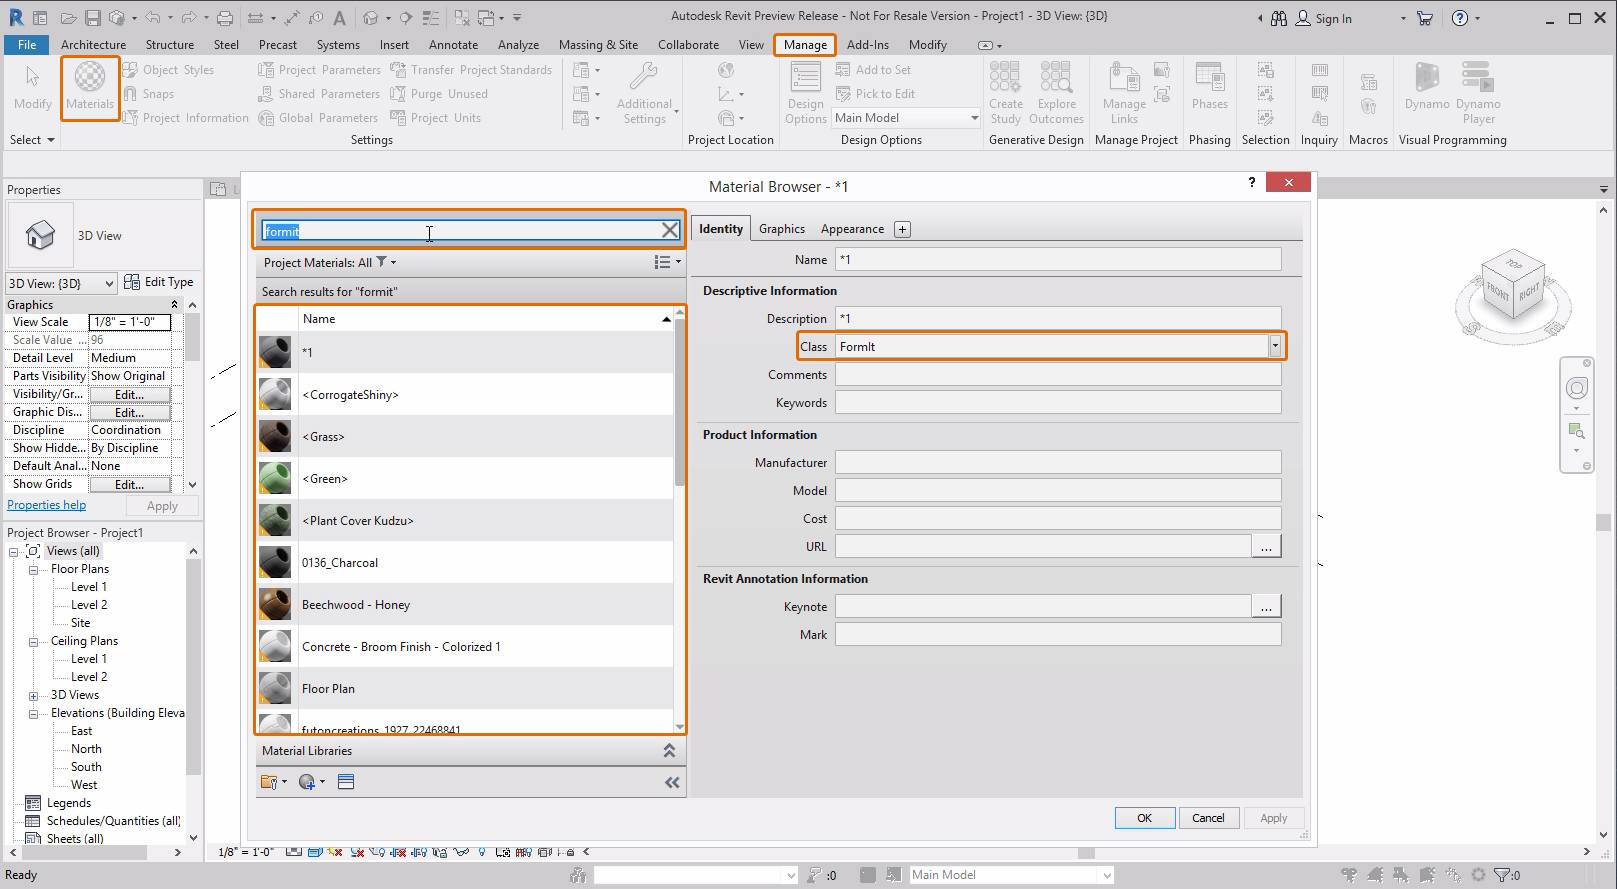 Autodesk Revit Preview Release - Not For Resale Version - Project1 - 3D View: {3D}
Sign In
File Architecture Structure Steel Precast Systems Insert Annotate Analyze Massing & Site Collaborate View Manage Add-Ins Modify
Modify
Materials
Object Styles
Snaps
Project Information
Project Parameters
Shared Parameters
Global Parameters
Transfer Project Standards
Purge Unused
Project Units
Additional Settings
Design Options
Add to Set
Pick to Edit
Main Model
Create Study
Explore Outcomes
Manage Links
Phases
Dynamo
Dynamo Player
Select Settings Project Location Design Options Generative Design Manage Project Phasing Selection Inquiry Macros Visual Programming
Properties
3D View
3D View: {3D} Edit Type
Graphics
View Scale 1/8" = 1'-0"
Scale Value ... 96
Detail Level Medium
Parts Visibility Show Original
Visibility/Gr... Edit...
Graphic Dis... Edit...
Discipline Coordination
Show Hidde... By Discipline
Default Anal... None
Show Grids Edit...
Properties help Apply
Project Browser - Project1
Views (all)
Floor Plans
Level 1
Level 2
Site
Ceiling Plans
Level 1
Level 2
3D Views
Elevations (Building Eleva
East
North
South
West
Legends
Schedules/Quantities (all)
Sheets (all)
Material Browser - *1
?
formit
Project Materials: All
Search results for "formit"
Name
*1
<CorrogateShiny>
<Grass>
<Green>
<Plant Cover Kudzu>
0136_Charcoal
Beechwood - Honey
Concrete - Broom Finish - Colorized 1
Floor Plan
futoncreations_1927_22468841
Material Libraries
Identity Graphics Appearance +
Name *1
Descriptive Information
Description *1
Class FormIt
Comments
Keywords
Product Information
Manufacturer
Model
Cost
URL ...
Revit Annotation Information
Keynote ...
Mark
OK Cancel Apply
TOP
FRONT
RIGHT
1/8" = 1'-0"
Ready
:0
Main Model
:0